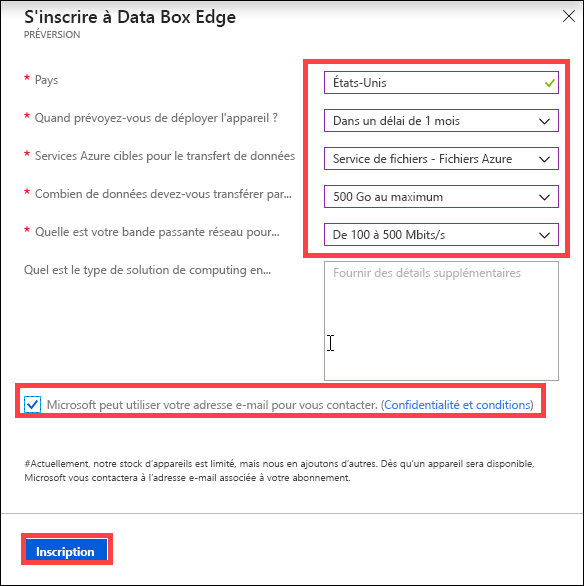 S'inscrire à Data Box Edge
PRÉVERSION
* Pays
États-Unis
* Quand prévoyez-vous de déployer l'appareil ?
Dans un délai de 1 mois
* Services Azure cibles pour le transfert de données
Service de fichiers - Fichiers Azure
* Combien de données devez-vous transférer par...
500 Go au maximum
* Quelle est votre bande passante réseau pour...
De 100 à 500 Mbits/s
Quel est le type de solution de computing en...
Fournir des détails supplémentaires
Microsoft peut utiliser votre adresse e-mail pour vous contacter. (Confidentialité et conditions)
#Actuellement, notre stock d'appareils est limité, mais nous en ajoutons d'autres. Dès qu'un appareil sera disponible,
Microsoft vous contactera à l'adresse e-mail associée à votre abonnement.
Inscription